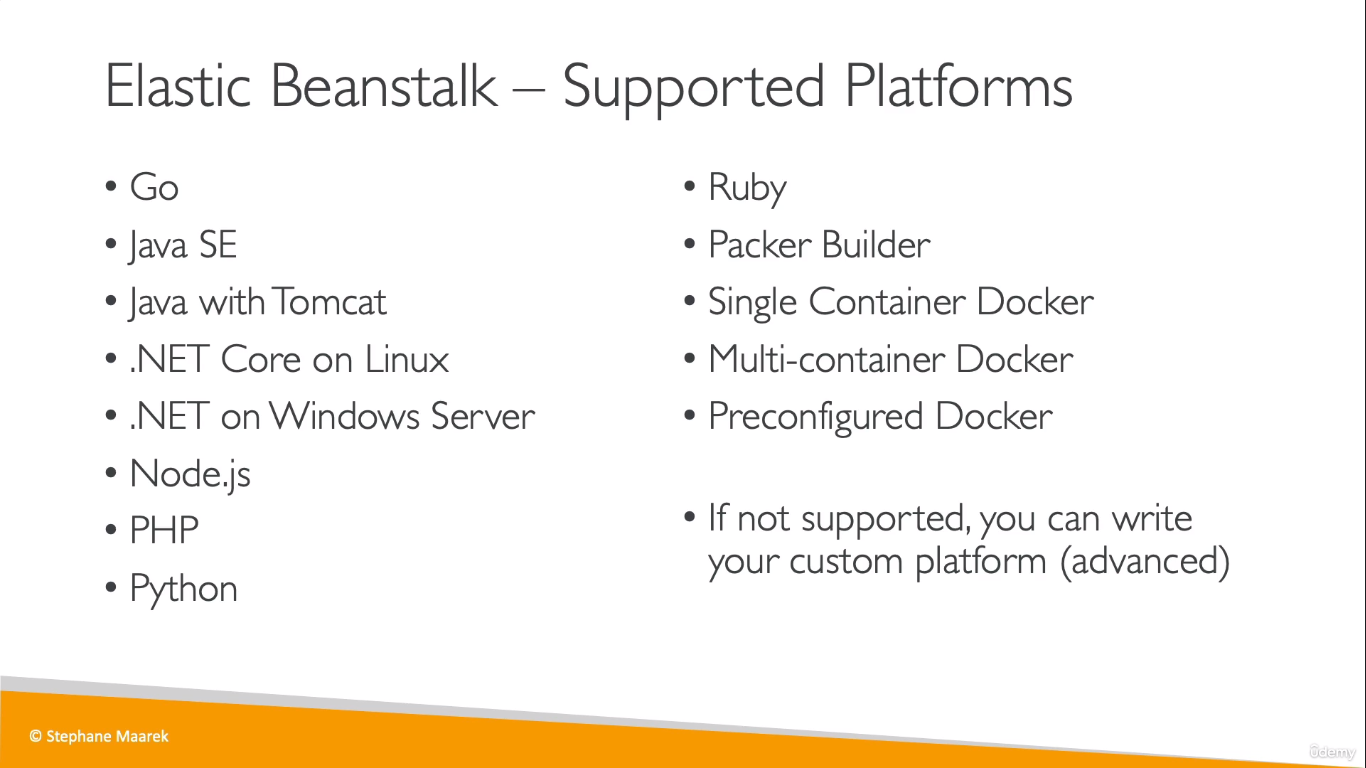 Elastic Beanstalk – Supported Platforms
• Go
• Java SE
• Java with Tomcat
• .NET Core on Linux
• .NET on Windows Server
• Node.js
• PHP
• Python
• Ruby
• Packer Builder
• Single Container Docker
• Multi-container Docker
• Preconfigured Docker
• If not supported, you can write
your custom platform (advanced)
© Stephane Maarek
ûdemy